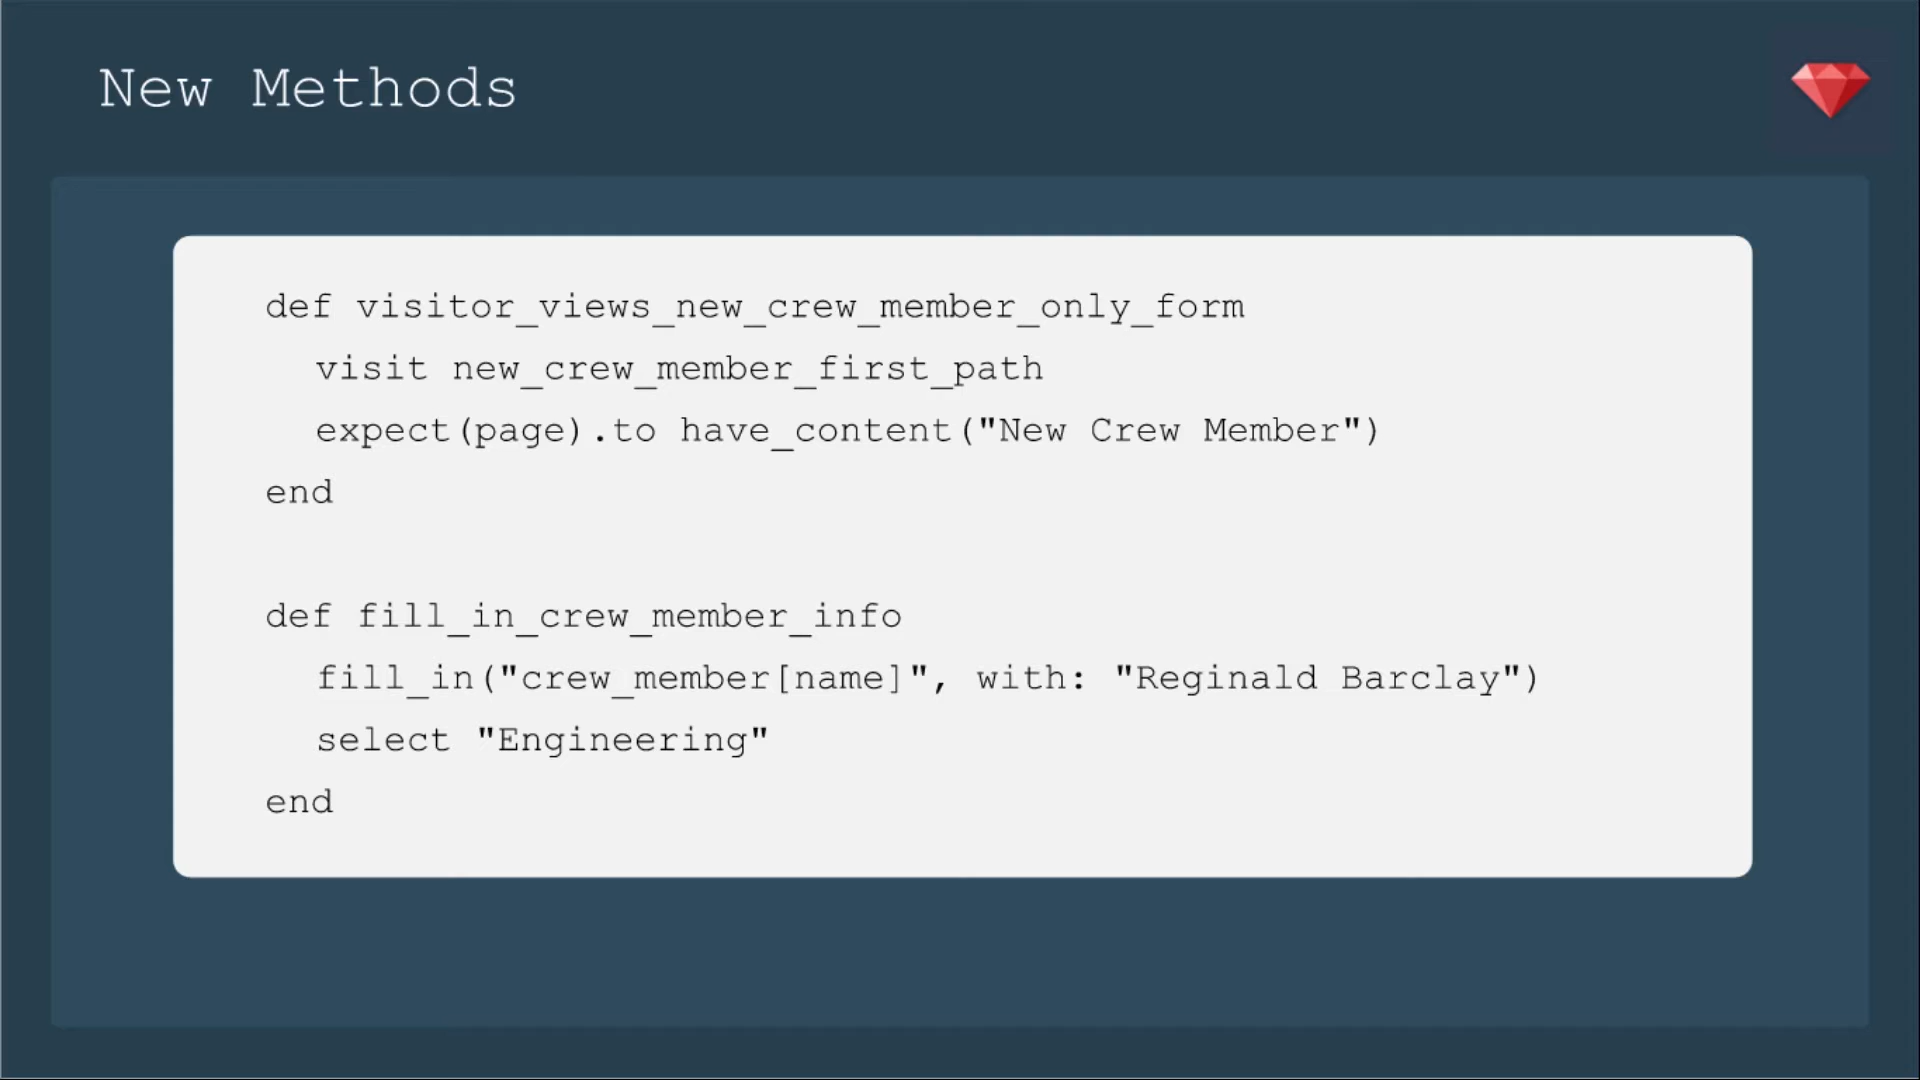 New Methods
def visitor_views_new_crew_member_only_form
visit new_crew_member_first_path
expect(page).to have_content("New Crew Member")
end
def fill_in_crew_member_info
fill_in("crew_member[name]", with: "Reginald Barclay")
select "Engineering"
end